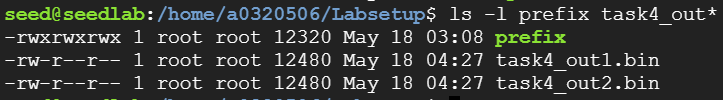 seed@seedlab:/home/a0320506/Labsetup$ ls -l prefix task4_out*
-rwxrwxrwx 1 root root 12320 May 18 03:08 prefix
-rw-r--r-- 1 root root 12480 May 18 04:27 task4_out1.bin
-rw-r--r-- 1 root root 12480 May 18 04:27 task4_out2.bin